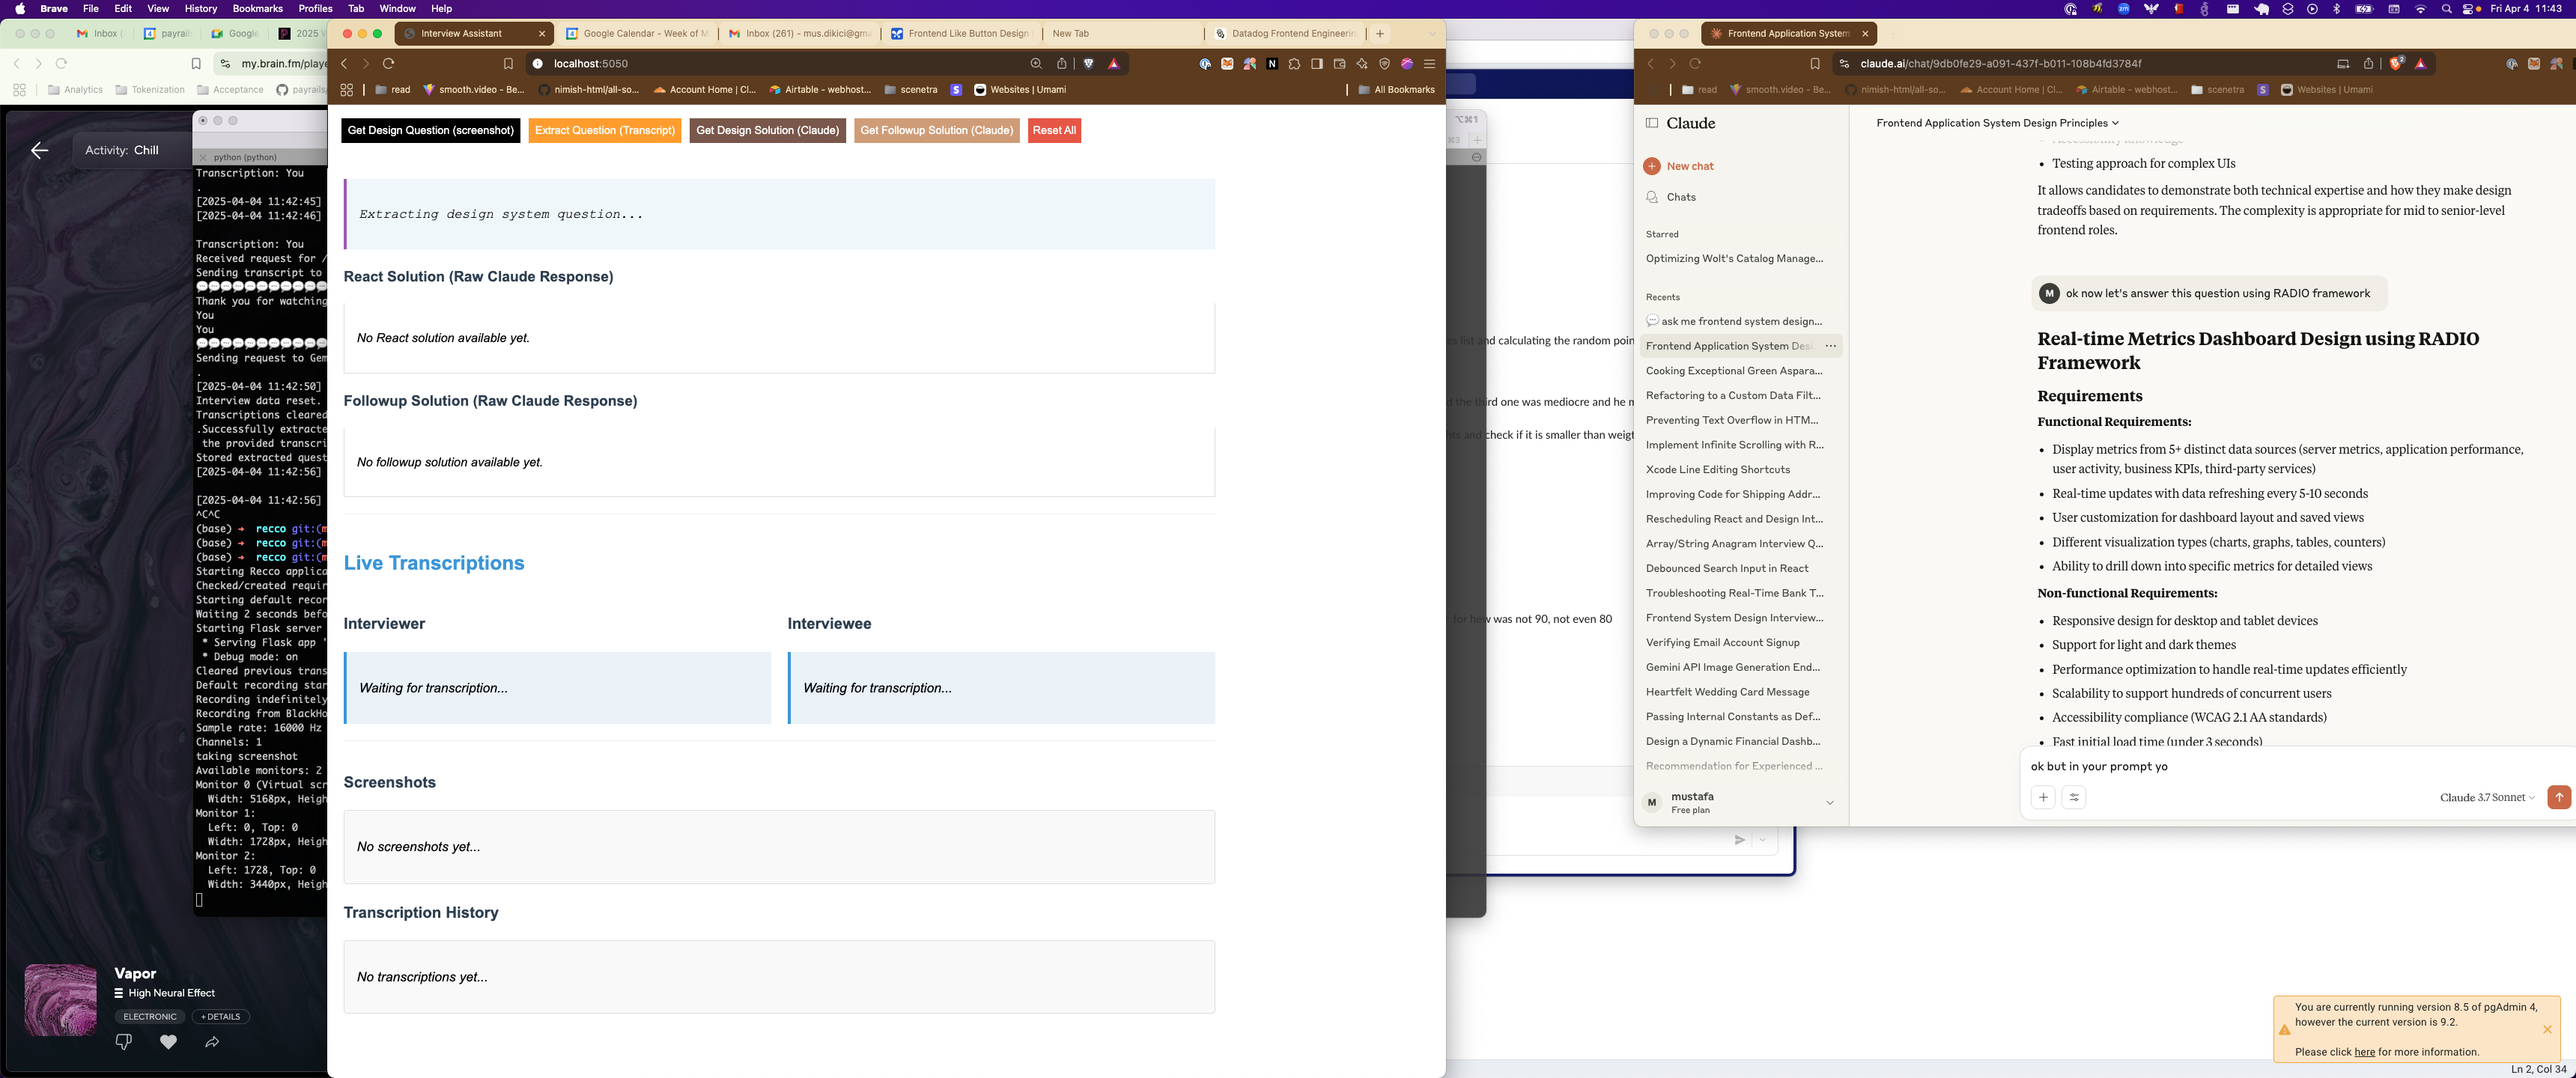 Brave File Edit View History Bookmarks Profiles Tab Window Help
Fri Apr 4 11:43
Inbox (
payrail
Google
2025
my.brain.fm/playe
Analytics Tokenization Acceptance payrails
Activity: Chill
Vapor
High Neural Effect
ELECTRONIC + DETAILS
python (python)
Transcription: You
.
[2025-04-04 11:42:45]
[2025-04-04 11:42:46]
Transcription: You
Received request for /
Sending transcript to
Thank you for watching
You
You
Sending request to Gem
.
[2025-04-04 11:42:50]
Interview data reset.
Transcriptions cleared
.Successfully extracte
the provided transcri
Stored extracted quest
[2025-04-04 11:42:56]
[2025-04-04 11:42:56]
^C^C
(base) → recco git:(m
(base) → recco git:(m
(base) → recco git:(m
Starting Recco applica
Checked/created requir
Starting default recor
Waiting 2 seconds befo
Starting Flask server
* Serving Flask app '
* Debug mode: on
Cleared previous trans
Default recording star
Recording indefinitely
Recording from BlackHo
Sample rate: 16000 Hz
Channels: 1
taking screenshot
Available monitors: 2
Monitor 0 (Virtual scr
Width: 5168px, Heigh
Monitor 1:
Left: 0, Top: 0
Width: 1728px, Heigh
Monitor 2:
Left: 1728, Top: 0
Width: 3440px, Heigh
Interview Assistant
Google Calendar - Week of M
Inbox (261) - mus.dikici@gma
Frontend Like Button Design
New Tab
Datadog Frontend Engineerin
localhost:5050
read smooth.video - Be... nimish-html/all-so... Account Home | Cl... Airtable - webhost... scenetra Websites | Umami All Bookmarks
Get Design Question (screenshot) Extract Question (Transcript) Get Design Solution (Claude) Get Followup Solution (Claude) Reset All
Extracting design system question...
React Solution (Raw Claude Response)
No React solution available yet.
Followup Solution (Raw Claude Response)
No followup solution available yet.
Live Transcriptions
Interviewer Interviewee
Waiting for transcription... Waiting for transcription...
Screenshots
No screenshots yet...
Transcription History
No transcriptions yet...
⌥⌘1
⌘3
list and calculating the random poin
the third one was mediocre and he m
and check if it is smaller than weigt
for hew was not 90, not even 80
Frontend Application System
claude.ai/chat/9db0fe29-a091-437f-b011-108b4fd3784f
read smooth.video - Be... nimish-html/all-so... Account Home | Cl... Airtable - webhost... scenetra Websites | Umami
Claude
New chat
Chats
Starred
Optimizing Wolt's Catalog Manage...
Recents
💬 ask me frontend system design...
Frontend Application System Des
Cooking Exceptional Green Aspara...
Refactoring to a Custom Data Filt...
Preventing Text Overflow in HTM...
Implement Infinite Scrolling with R...
Xcode Line Editing Shortcuts
Improving Code for Shipping Addr...
Rescheduling React and Design Int...
Array/String Anagram Interview Q...
Debounced Search Input in React
Troubleshooting Real-Time Bank T...
Frontend System Design Interview...
Verifying Email Account Signup
Gemini API Image Generation End...
Heartfelt Wedding Card Message
Passing Internal Constants as Def...
Design a Dynamic Financial Dashb...
Recommendation for Experienced ...
M mustafa
Free plan
Frontend Application System Design Principles
Accessibility knowledge
• Testing approach for complex UIs
It allows candidates to demonstrate both technical expertise and how they make design
tradeoffs based on requirements. The complexity is appropriate for mid to senior-level
frontend roles.
M ok now let's answer this question using RADIO framework
Real-time Metrics Dashboard Design using RADIO
Framework
Requirements
Functional Requirements:
• Display metrics from 5+ distinct data sources (server metrics, application performance,
user activity, business KPIs, third-party services)
• Real-time updates with data refreshing every 5-10 seconds
• User customization for dashboard layout and saved views
• Different visualization types (charts, graphs, tables, counters)
• Ability to drill down into specific metrics for detailed views
Non-functional Requirements:
• Responsive design for desktop and tablet devices
• Support for light and dark themes
• Performance optimization to handle real-time updates efficiently
• Scalability to support hundreds of concurrent users
• Accessibility compliance (WCAG 2.1 AA standards)
• Fast initial load time (under 3 seconds)
ok but in your prompt yo
Claude 3.7 Sonnet
You are currently running version 8.5 of pgAdmin 4,
however the current version is 9.2.
Please click here for more information.
Ln 2, Col 34